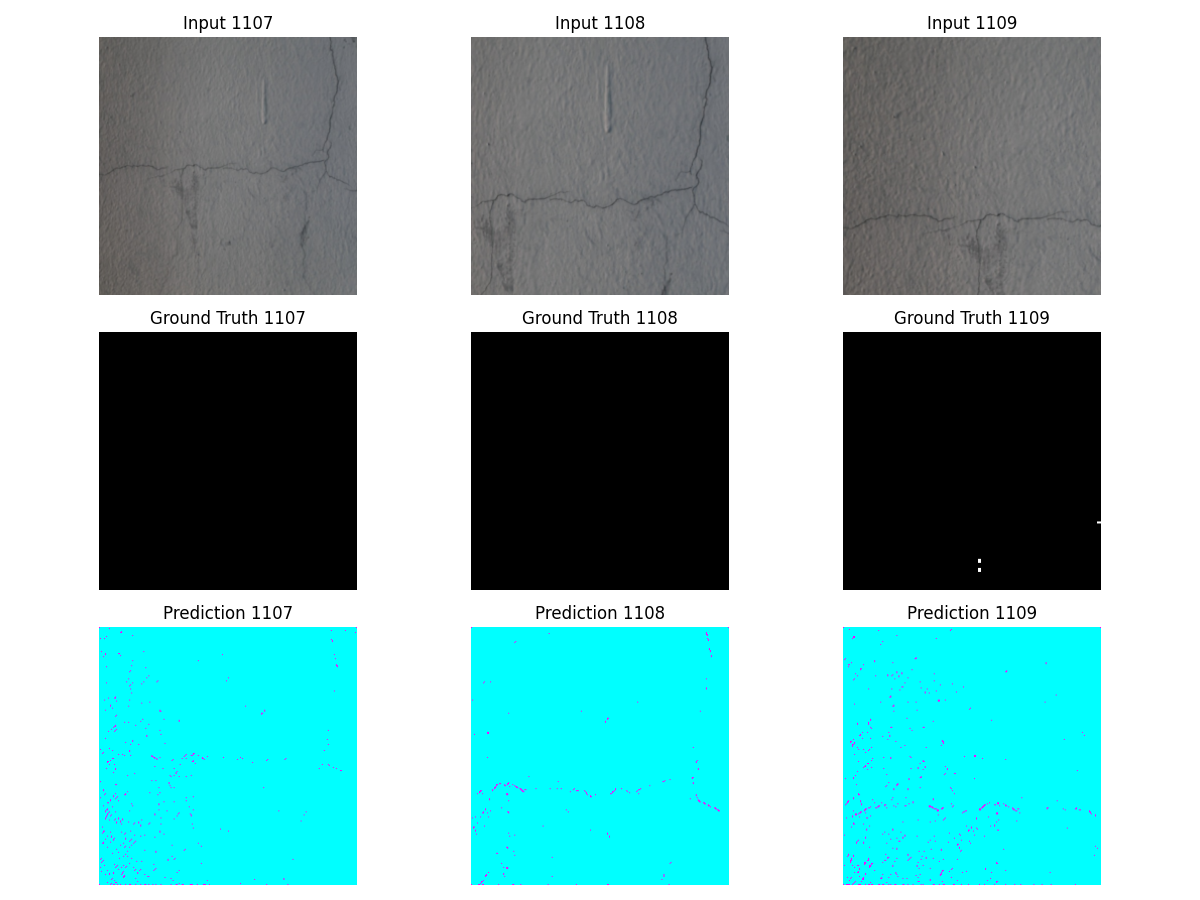 Input 1107
Input 1108
Input 1109
Ground Truth 1107
Ground Truth 1108
Ground Truth 1109
Prediction 1107
Prediction 1108
Prediction 1109